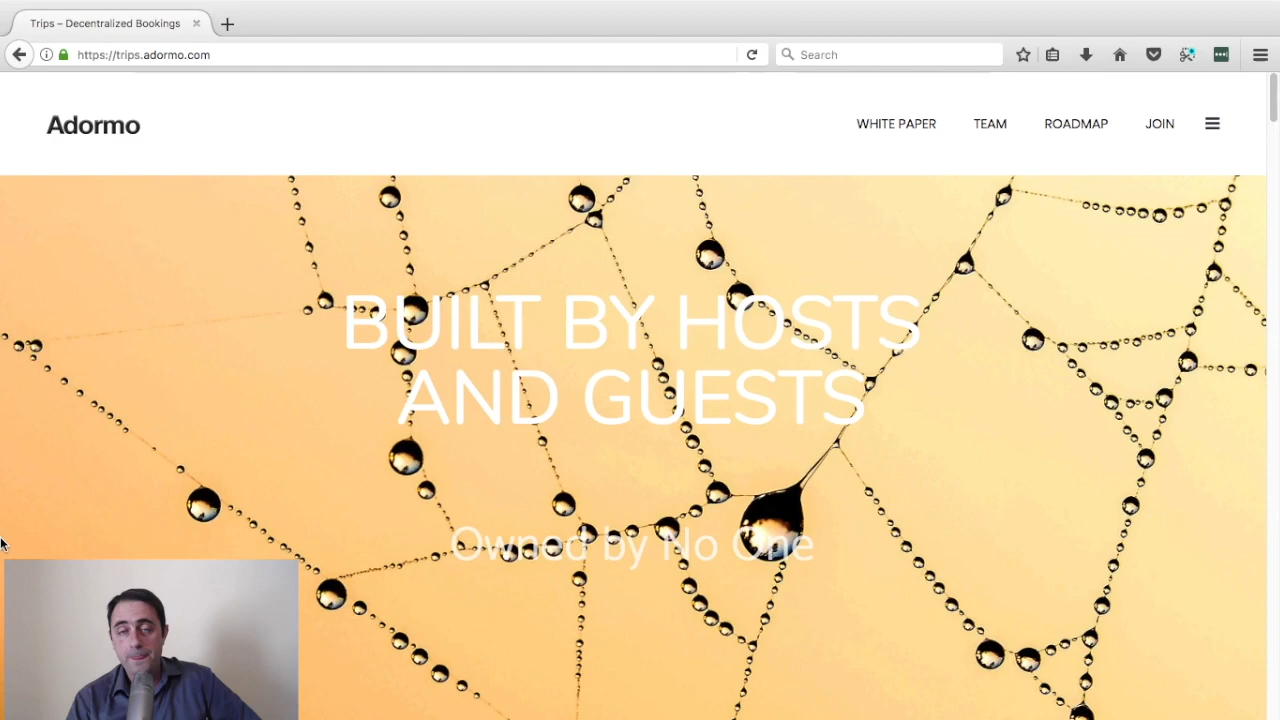 Trips – Decentralized Bookings
https://trips.adormo.com
Search
Adormo
WHITE PAPER
TEAM
ROADMAP
JOIN
BUILT BY HOSTS
AND GUESTS
Owned by No One